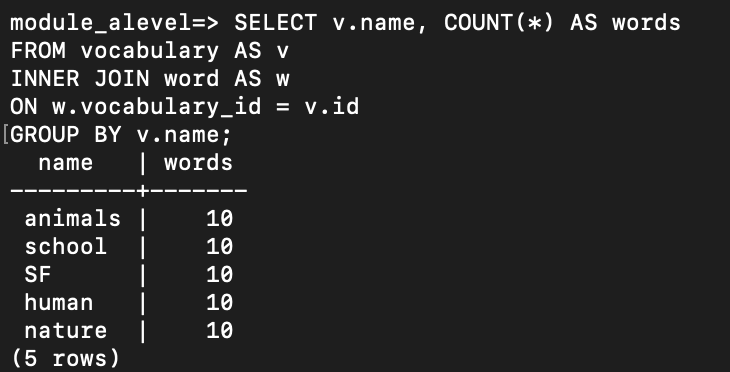 module_alevel=> SELECT v.name, COUNT(*) AS words
FROM vocabulary AS v
INNER JOIN word AS w
ON w.vocabulary_id = v.id
[GROUP BY v.name;
  name   | words
---------+-------
 animals |    10
 school  |    10
 SF      |    10
 human   |    10
 nature  |    10
(5 rows)